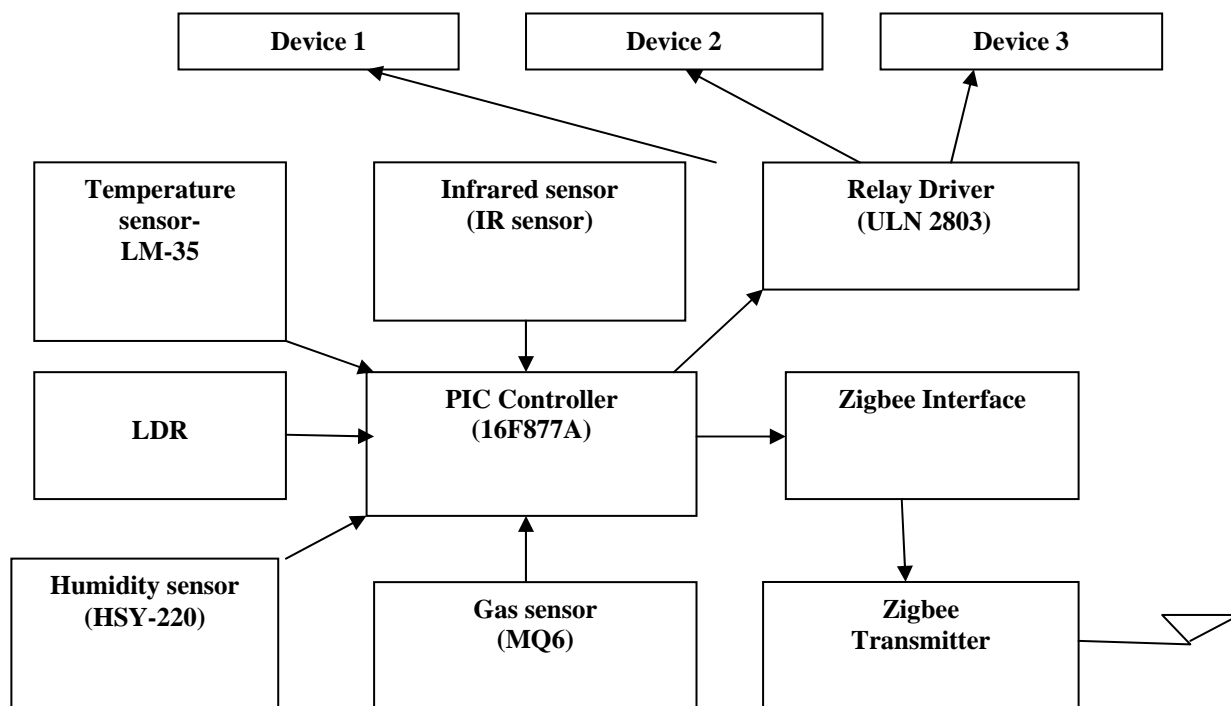 Device 1
Device 2
Device 3
Temperature
sensor-
LM-35
Infrared sensor
(IR sensor)
Relay Driver
(ULN 2803)
LDR
PIC Controller
(16F877A)
Zigbee Interface
Humidity sensor
(HSY-220)
Gas sensor
(MQ6)
Zigbee
Transmitter